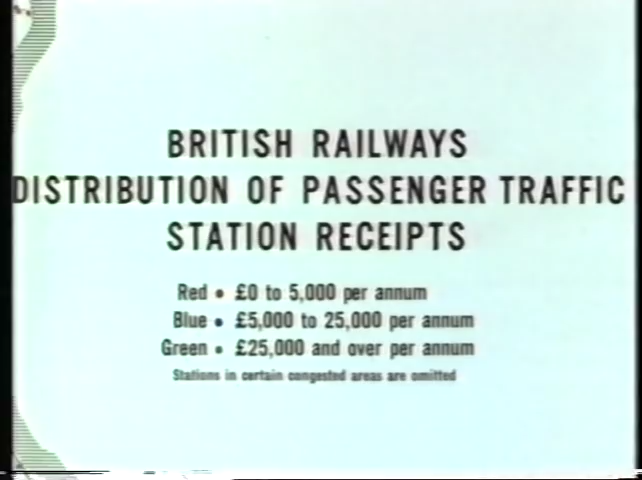 BRITISH RAILWAYS
DISTRIBUTION OF PASSENGER TRAFFIC
STATION RECEIPTS
Red • £0 to 5,000 per annum
Blue • £5,000 to 25,000 per annum
Green • £25,000 and over per annum
Stations in certain congested areas are omitted